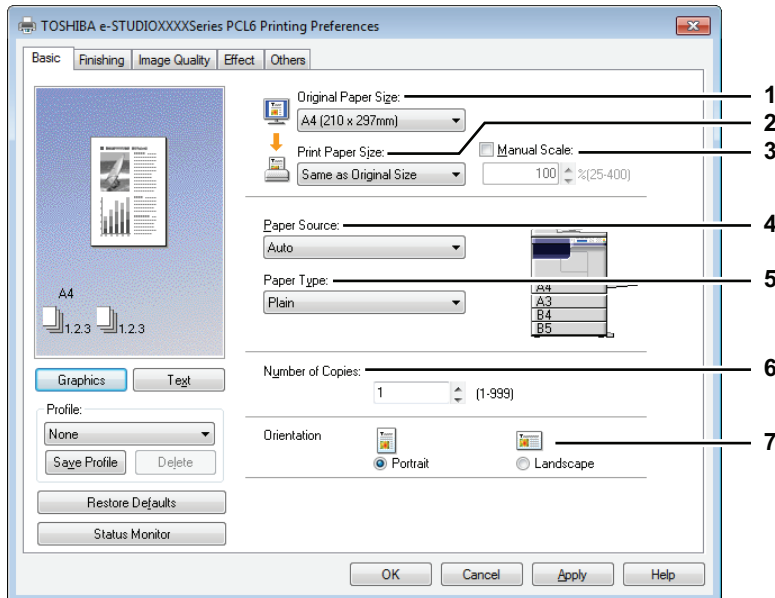 TOSHIBA e-STUDIOXXXXSeries PCL6 Printing Preferences
Basic Finishing Image Quality Effect Others
Original Paper Size: 1
A4 (210 x 297mm)
2
Print Paper Size: Manual Scale: 3
Same as Original Size 100 %(25-400)
Paper Source: 4
Auto
Paper Type: 5
Plain
A4
A3
B4
B5
A4
1.2.3 1.2.3
Graphics Text
Number of Copies: 6
1 (1-999)
Profile:
None
Save Profile Delete
Orientation 7
Portrait Landscape
Restore Defaults
Status Monitor
OK Cancel Apply Help